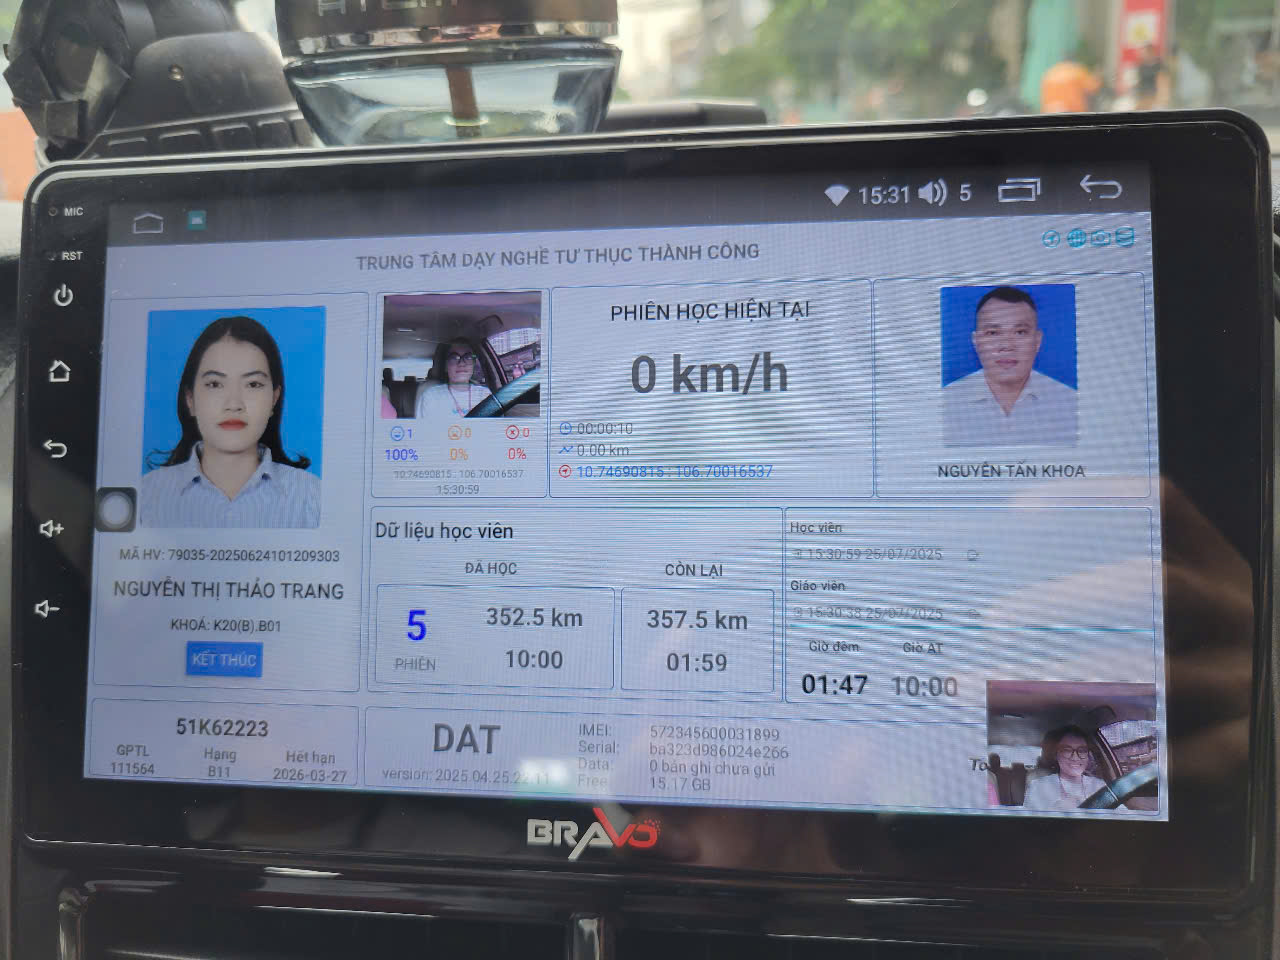 MIC
RST
15:31 5
TRUNG TÂM DẠY NGHỀ TƯ THỤC THÀNH CÔNG
MÃ HV: 79035-20250624101209303
NGUYỄN THỊ THẢO TRANG
KHOÁ: K20(B).B01
KẾT THÚC
1 0 0
100% 0% 0%
10.74690815 : 106.70016537
15:30:59
PHIÊN HỌC HIỆN TẠI
0 km/h
00:00:10
0.00 km
10.74690815 : 106.70016537
NGUYỄN TẤN KHOA
Dữ liệu học viên
ĐÃ HỌC
5
PHIÊN
352.5 km
10:00
CÒN LẠI
357.5 km
01:59
Học viên
15:30:59 25/07/2025
Giáo viên
15:30:38 25/07/2025
Giờ đêm Giờ AT
01:47 10:00
51K62223
GPTL Hạng Hết hạn
111564 B11 2026-03-27
DAT
version: 2025.04.25.22.11
IMEI: 572345600031899
Serial: ba323d986024e266
Data: 0 bản ghi chưa gửi
Free: 15.17 GB
BRAVO